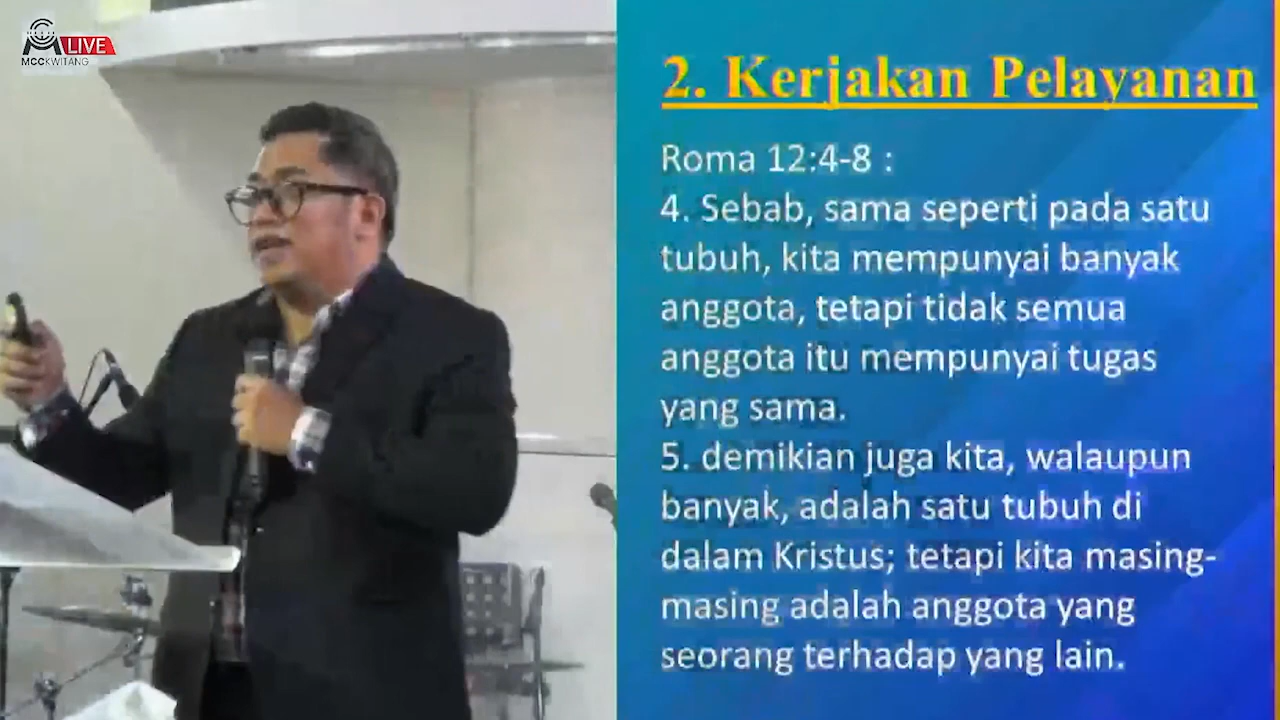 LIVE
MCCKWITANG
2. Kerjakan Pelayanan
Roma 12:4-8 :
4. Sebab, sama seperti pada satu
tubuh, kita mempunyai banyak
anggota, tetapi tidak semua
anggota itu mempunyai tugas
yang sama.
5. demikian juga kita, walaupun
banyak, adalah satu tubuh di
dalam Kristus; tetapi kita masing-
masing adalah anggota yang
seorang terhadap yang lain.